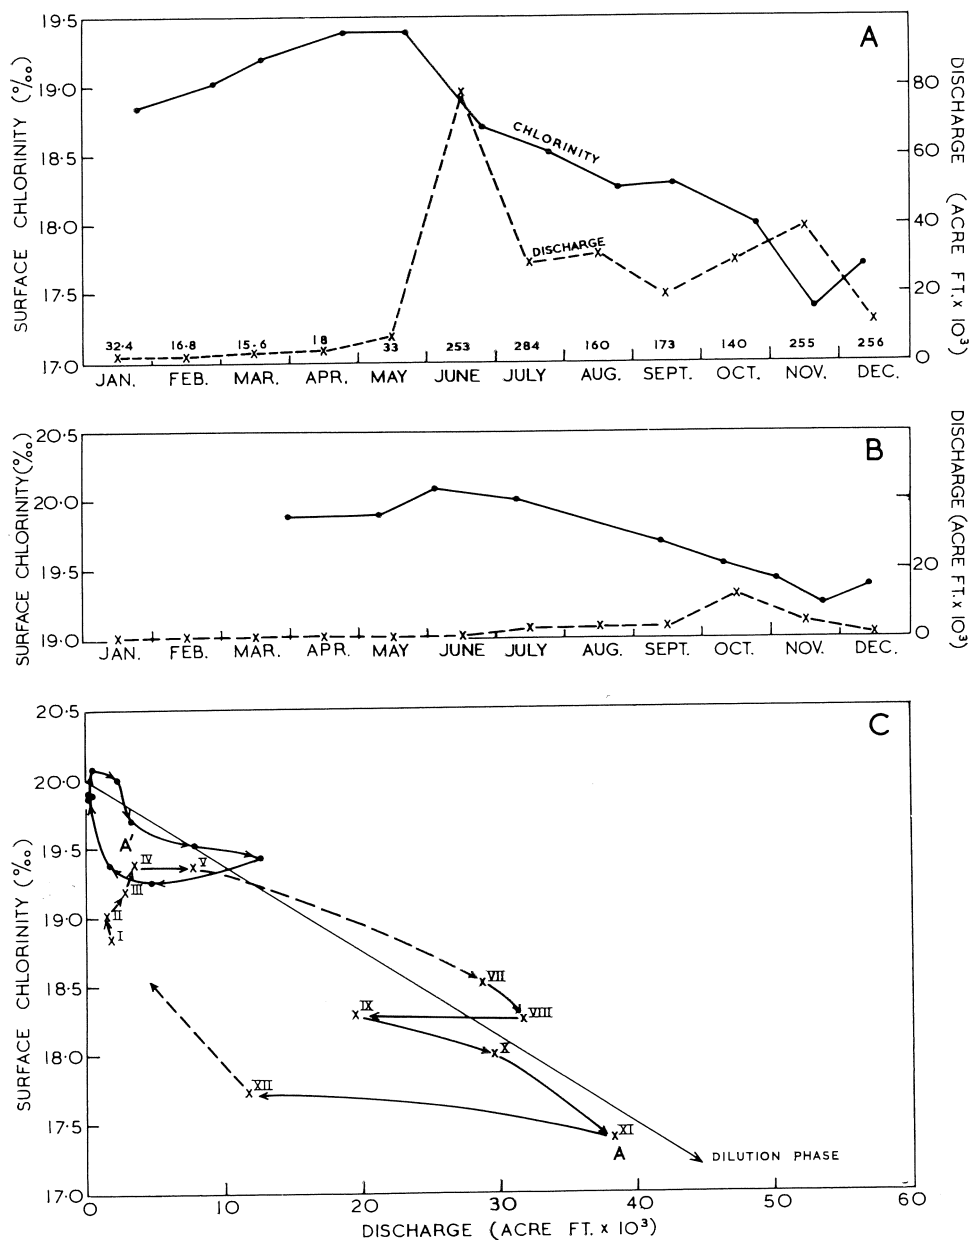 A
SURFACE CHLORINITY (‰)
19·5
19·0
18·5
18·0
17·5
17·0
CHLORINITY
DISCHARGE
32·4 16·8 15·6 18 33 253 284 160 173 140 255 256
JAN. FEB. MAR. APR. MAY JUNE JULY AUG. SEPT. OCT. NOV. DEC.
80
60
40
20
0
DISCHARGE (ACRE FT. x 10³)
B
SURFACE CHLORINITY (‰)
20·5
20·0
19·5
19·0
JAN. FEB. MAR. APR. MAY JUNE JULY AUG. SEPT. OCT. NOV. DEC.
20
0
DISCHARGE (ACRE FT. x 10³)
C
SURFACE CHLORINITY (‰)
20·5
20·0
19·5
19·0
18·5
18·0
17·5
17·0
A'
IV
V
III
II
I
VII
VIII
IX
X
XII
XI
A
DILUTION PHASE
0 10 20 30 40 50 60
DISCHARGE (ACRE FT. x 10³)